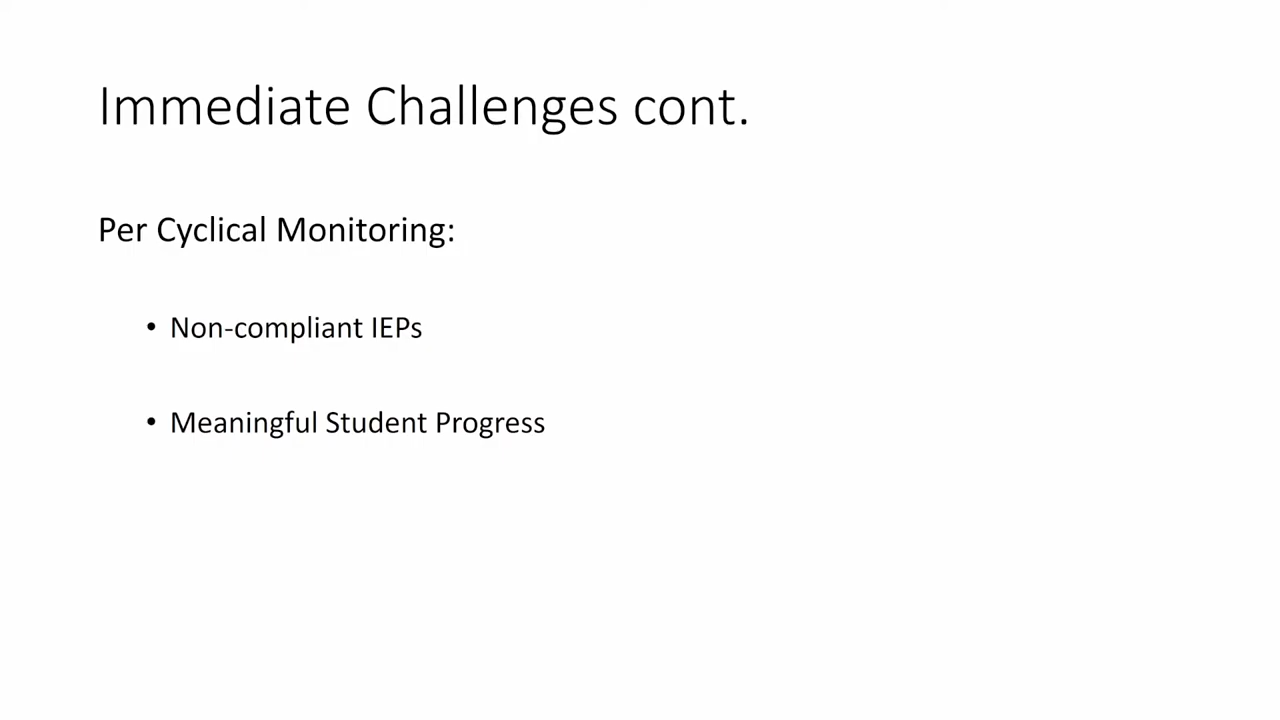 Immediate Challenges cont.
Per Cyclical Monitoring:
• Non-compliant IEPs
• Meaningful Student Progress